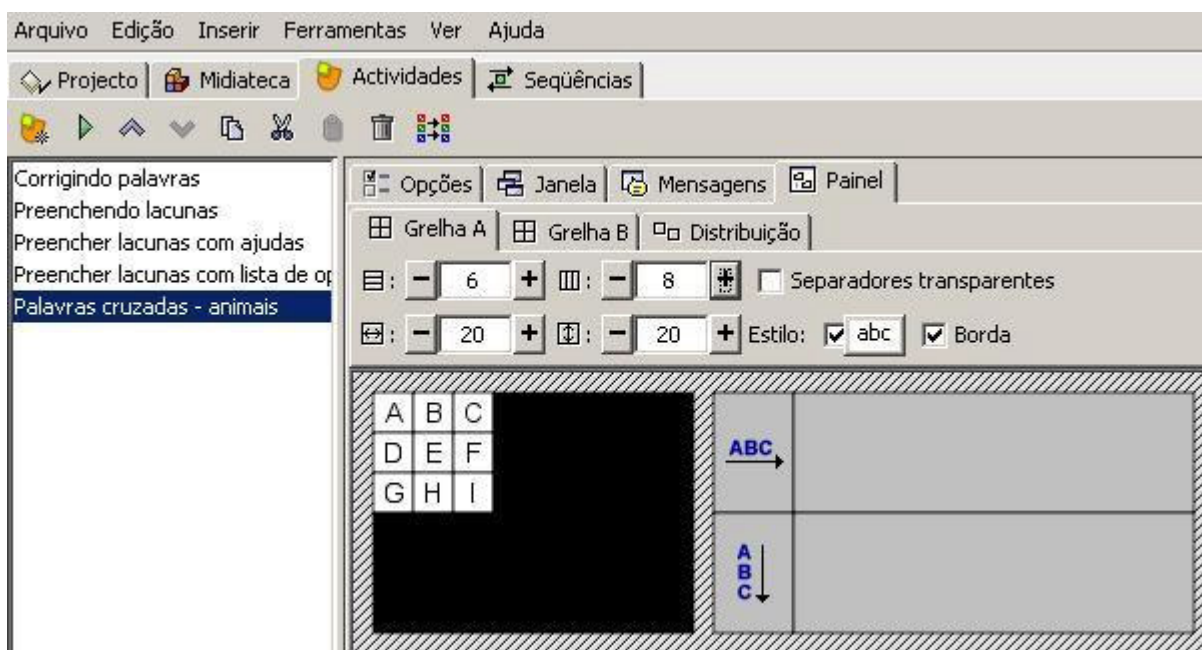 Arquivo Edição Inserir Ferramentas Ver Ajuda
Projecto Midiateca Actividades Seqüências
Corrigindo palavras
Preenchendo lacunas
Preencher lacunas com ajudas
Preencher lacunas com lista de op
Palavras cruzadas - animais
Opções Janela Mensagens Painel
Grelha A Grelha B Distribuição
: - 6 + : - 8 + Separadores transparentes
: - 20 + : - 20 + Estilo: abc Borda
A B C
D E F
G H I
ABC
A
B
C